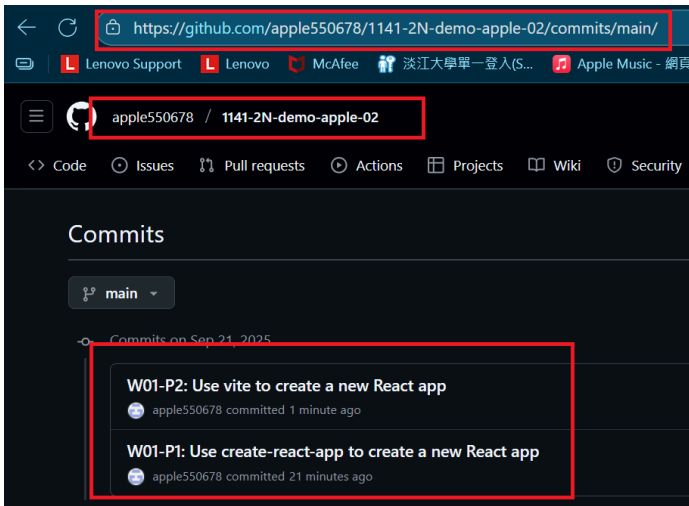 https://github.com/apple550678/1141-2N-demo-apple-02/commits/main/
L Lenovo Support L Lenovo McAfee 淡江大學單一登入(S... Apple Music - 網頁
apple550678 / 1141-2N-demo-apple-02
<> Code Issues Pull requests Actions Projects Wiki Security
Commits
main
Commits on Sep 21, 2025
W01-P2: Use vite to create a new React app
apple550678 committed 1 minute ago
W01-P1: Use create-react-app to create a new React app
apple550678 committed 21 minutes ago